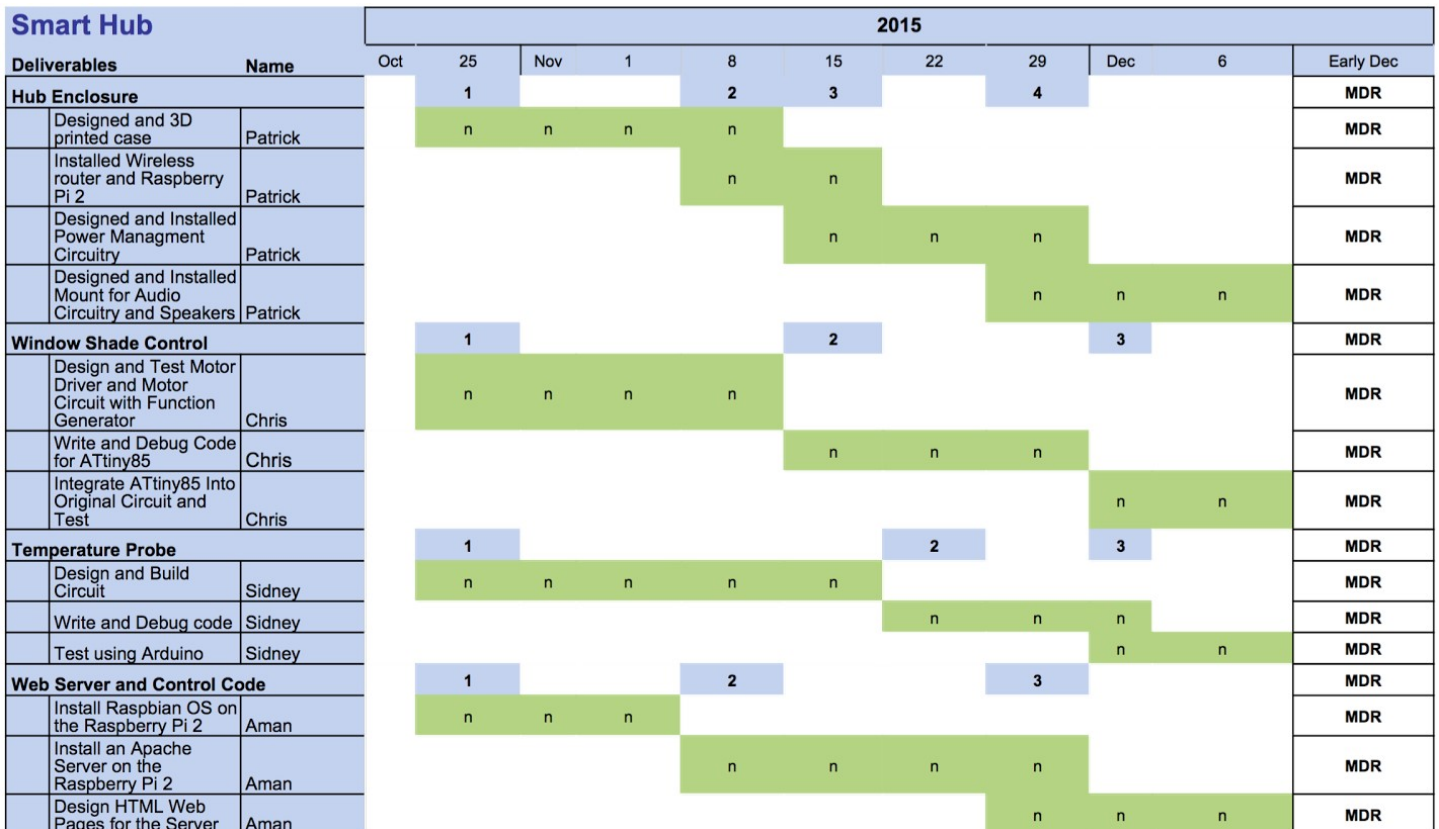 Smart Hub 2015
Deliverables Name Oct 25 Nov 1 8 15 22 29 Dec 6 Early Dec
Hub Enclosure 1 2 3 4 MDR
Designed and 3D
printed case Patrick n n n n MDR
Installed Wireless
router and Raspberry
Pi 2 Patrick n n MDR
Designed and Installed
Power Managment
Circuitry Patrick n n n MDR
Designed and Installed
Mount for Audio
Circuitry and Speakers Patrick n n n MDR
Window Shade Control 1 2 3 MDR
Design and Test Motor
Driver and Motor
Circuit with Function
Generator Chris n n n n MDR
Write and Debug Code
for ATtiny85 Chris n n n MDR
Integrate ATtiny85 Into
Original Circuit and
Test Chris n n MDR
Temperature Probe 1 2 3 MDR
Design and Build
Circuit Sidney n n n n n MDR
Write and Debug code Sidney n n n MDR
Test using Arduino Sidney n n MDR
Web Server and Control Code 1 2 3 MDR
Install Raspbian OS on
the Raspberry Pi 2 Aman n n n MDR
Install an Apache
Server on the
Raspberry Pi 2 Aman n n n n MDR
Design HTML Web
Pages for the Server Aman n n n MDR